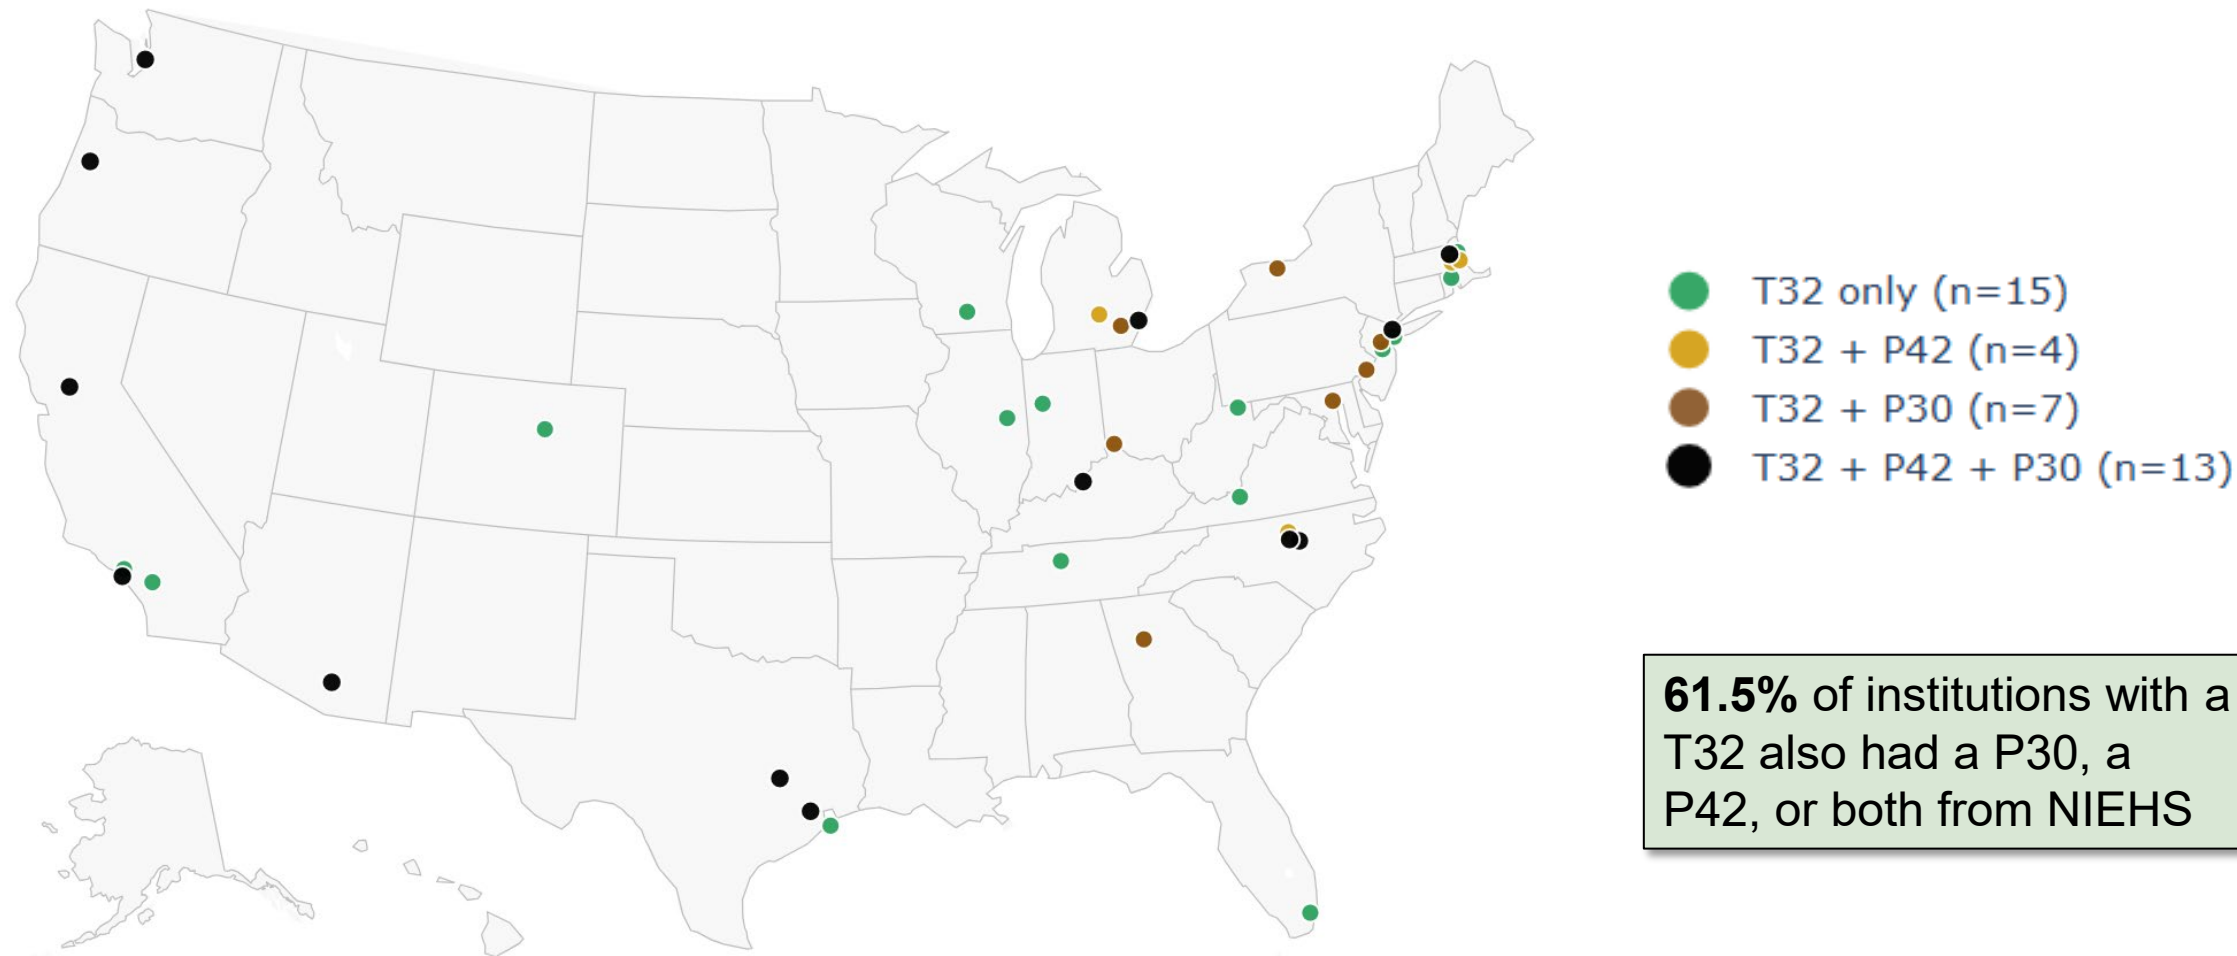 T32 only (n=15)
T32 + P42 (n=4)
T32 + P30 (n=7)
T32 + P42 + P30 (n=13)
61.5% of institutions with a
T32 also had a P30, a
P42, or both from NIEHS